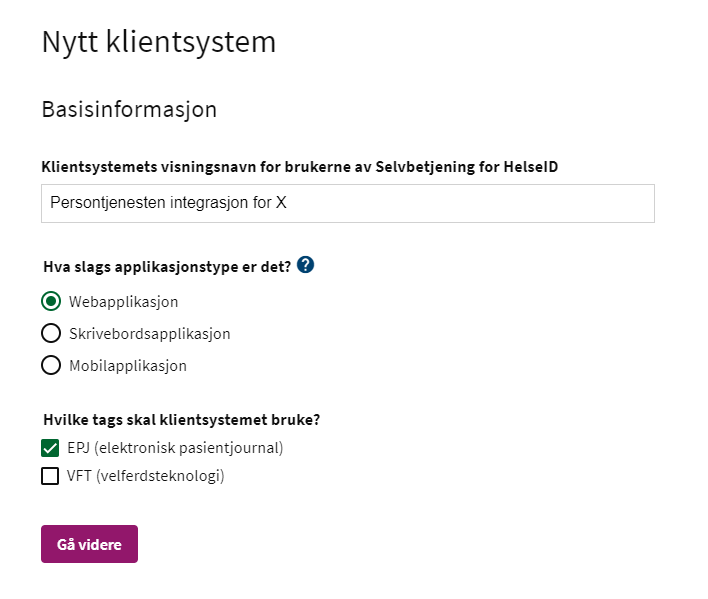 Nytt klientsystem
Basisinformasjon
Klientsystemets visningsnavn for brukerne av Selvbetjening for HelseID
Persontjenesten integrasjon for X
Hva slags applikasjonstype er det? ?
Webapplikasjon
Skrivebordsapplikasjon
Mobilapplikasjon
Hvilke tags skal klientsystemet bruke?
EPJ (elektronisk pasientjournal)
VFT (velferdsteknologi)
Gå videre